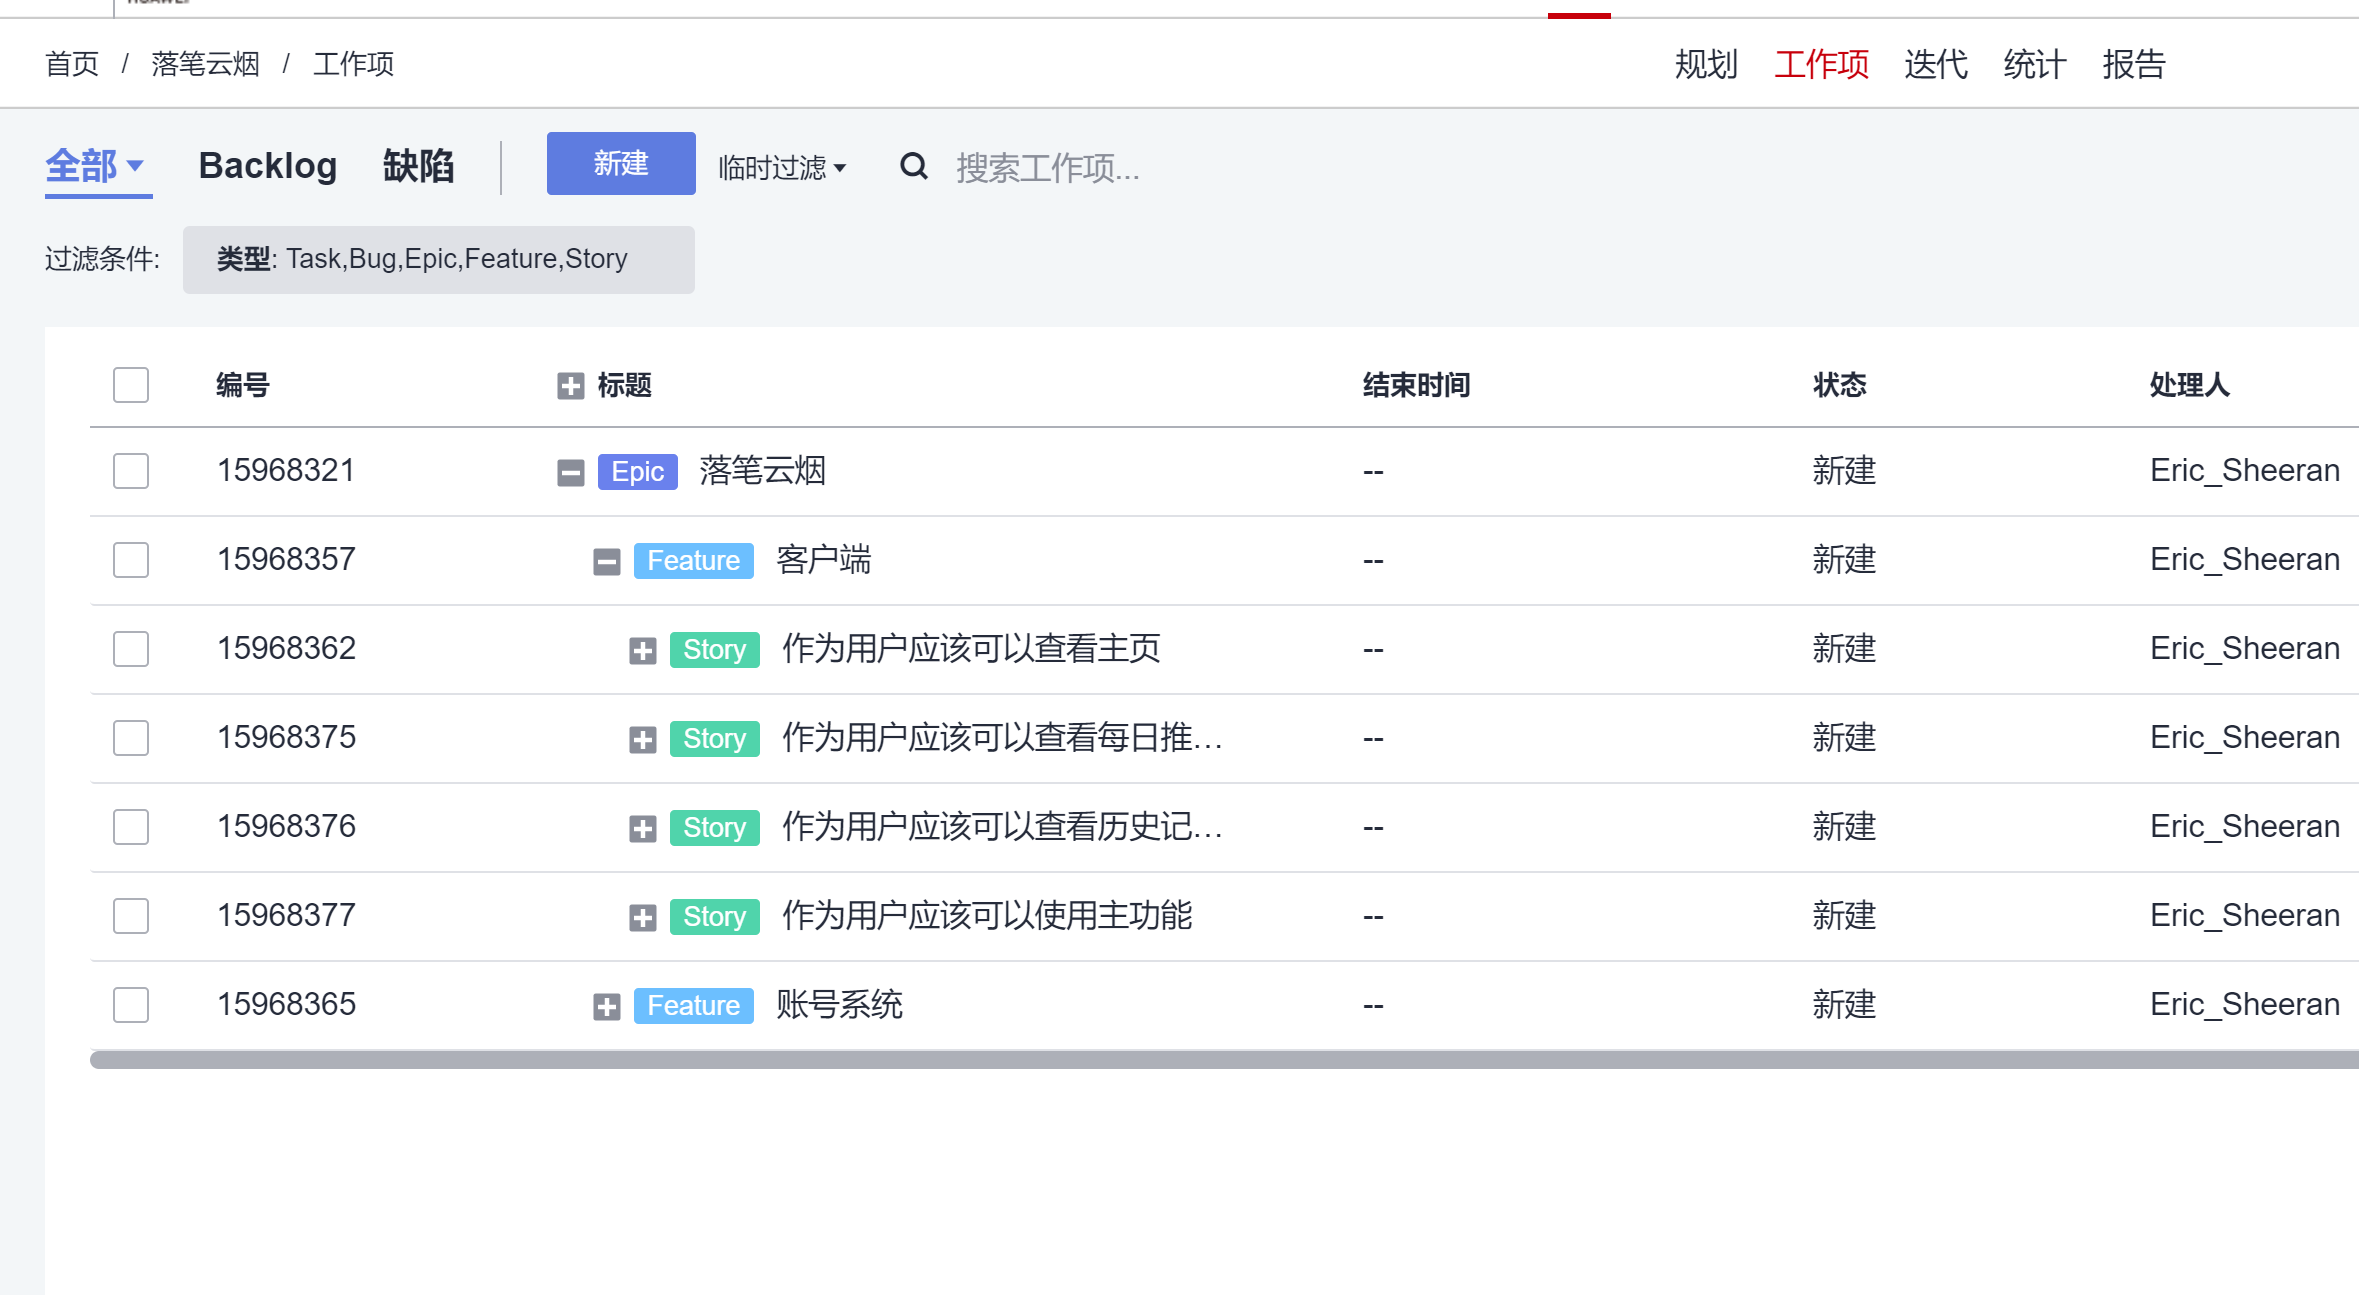 首页 / 落笔云烟 / 工作项
规划 工作项 迭代 统计 报告
全部 Backlog 缺陷 新建 临时过滤 搜索工作项...
过滤条件: 类型: Task,Bug,Epic,Feature,Story
编号 标题 结束时间 状态 处理人
15968321 Epic 落笔云烟 -- 新建 Eric_Sheeran
15968357 Feature 客户端 -- 新建 Eric_Sheeran
15968362 Story 作为用户应该可以查看主页 -- 新建 Eric_Sheeran
15968375 Story 作为用户应该可以查看每日推... -- 新建 Eric_Sheeran
15968376 Story 作为用户应该可以查看历史记... -- 新建 Eric_Sheeran
15968377 Story 作为用户应该可以使用主功能 -- 新建 Eric_Sheeran
15968365 Feature 账号系统 -- 新建 Eric_Sheeran